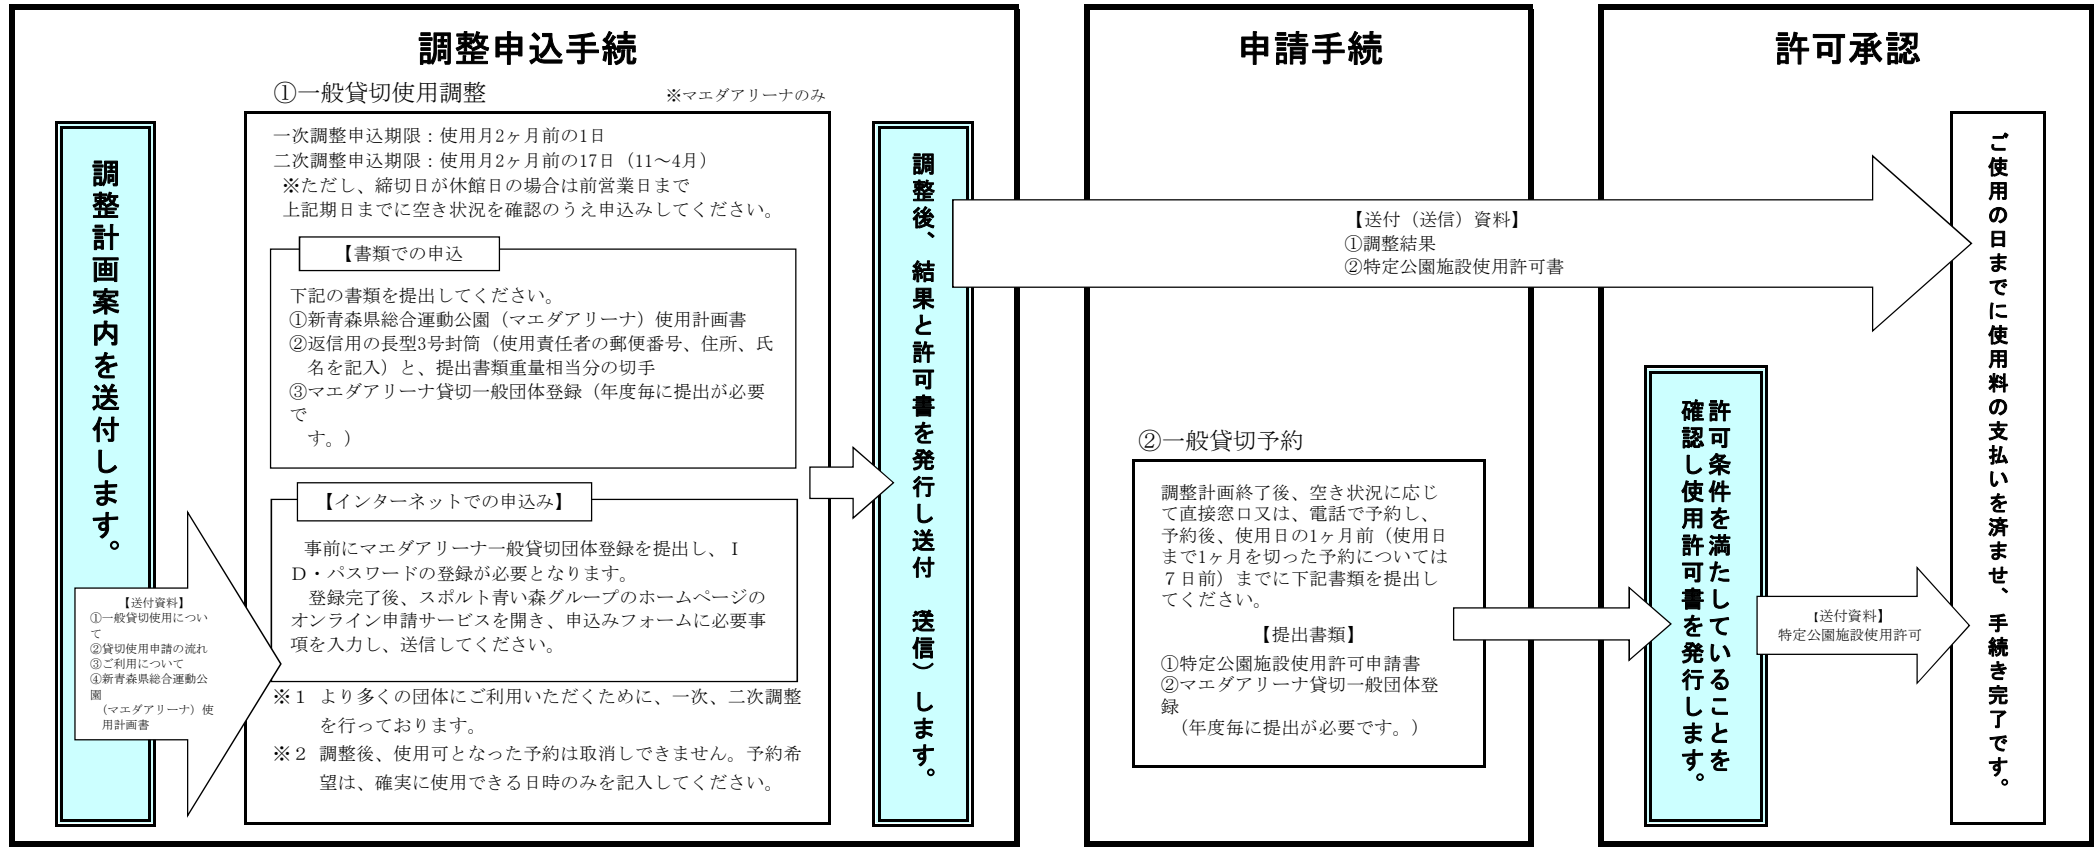 調整申込手続
調整計画案内を送付します。
【送付資料】
①一般貸切使用につい
て
②貸切使用申請の流れ
③ご利用について
④新青森県総合運動公
園
（マエダアリーナ）使
用計画書
①一般貸切使用調整
※マエダアリーナのみ
一次調整申込期限：使用月2ヶ月前の1日
二次調整申込期限：使用月2ヶ月前の17日（11～4月）
※ただし、締切日が休館日の場合は前営業日まで
上記期日までに空き状況を確認のうえ申込みしてください。
【書類での申込
下記の書類を提出してください。
①新青森県総合運動公園（マエダアリーナ）使用計画書
②返信用の長型3号封筒（使用責任者の郵便番号、住所、氏
名を記入）と、提出書類重量相当分の切手
③マエダアリーナ貸切一般団体登録（年度毎に提出が必要
で
す。）
【インターネットでの申込み】
事前にマエダアリーナ一般貸切団体登録を提出し、Ｉ
Ｄ・パスワードの登録が必要となります。
登録完了後、スポルト青い森グループのホームページの
オンライン申請サービスを開き、申込みフォームに必要事
項を入力し、送信してください。
※１　より多くの団体にご利用いただくために、一次、二次調整
を行っております。
※２　調整後、使用可となった予約は取消しできません。予約希
望は、確実に使用できる日時のみを記入してください。
調整後、結果と許可書を発行し送付　送信）します。
申請手続
【送付（送信）資料】
①調整結果
②特定公園施設使用許可書
②一般貸切予約
調整計画終了後、空き状況に応じ
て直接窓口又は、電話で予約し、
予約後、使用日の1ヶ月前（使用日
まで1ヶ月を切った予約については
７日前）までに下記書類を提出し
てください。
【提出書類】
①特定公園施設使用許可申請書
②マエダアリーナ貸切一般団体登
録
（年度毎に提出が必要です。）
許可承認
許可条件を満たしていることを
確認し使用許可書を発行します。
【送付資料】
特定公園施設使用許可
ご使用の日までに使用料の支払いを済ませ、手続き完了です。